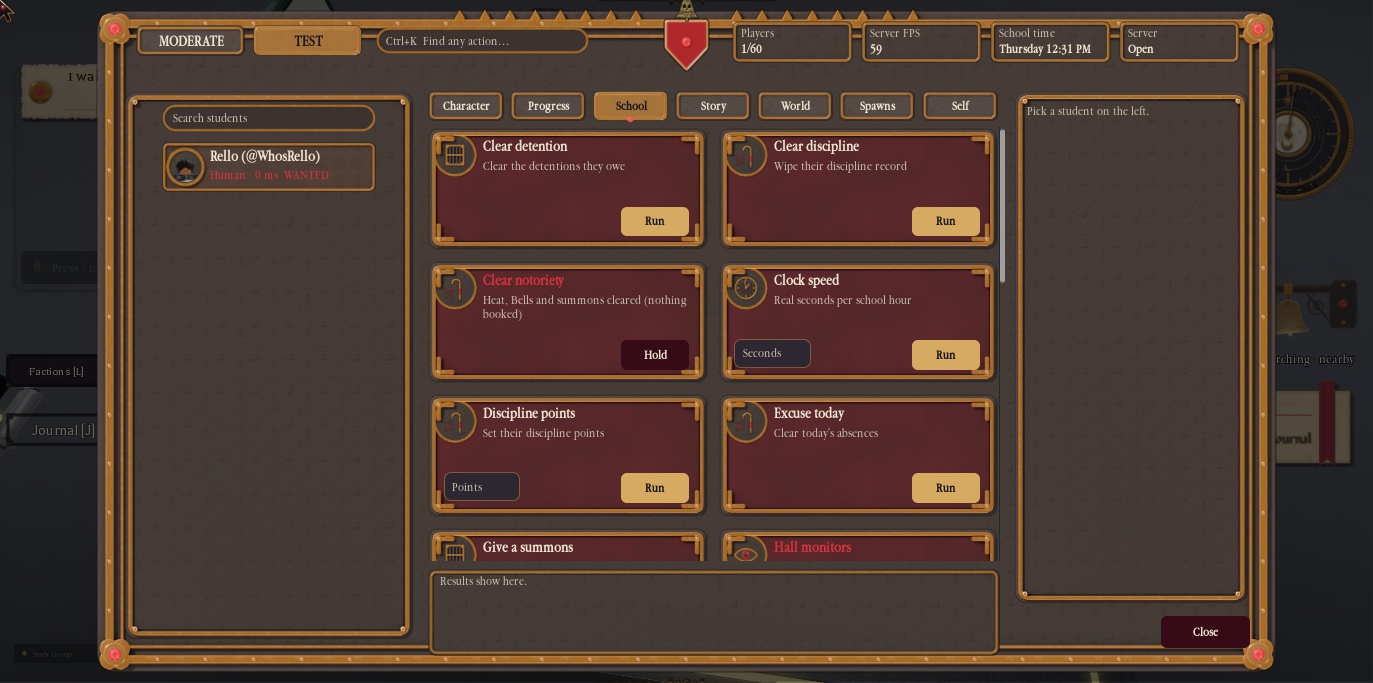 MODERATE
TEST
Ctrl+K Find any action...
Players
1/60
Server FPS
59
School time
Thursday 12:31 PM
Server
Open
I wai
Search students
Rello (@WhosRello)
Human · 0 ms WANTED
Character
Progress
School
Story
World
Spawns
Self
Clear detention
Clear the detentions they owe
Run
Clear discipline
Wipe their discipline record
Run
Clear notoriety
Heat, Bells and summons cleared (nothing
booked)
Hold
Clock speed
Real seconds per school hour
Seconds
Run
Discipline points
Set their discipline points
Points
Run
Excuse today
Clear today's absences
Run
Give a summons
Hall monitors
Results show here.
Pick a student on the left.
Close
Press
Factions [L]
Journal [J]
Study Group
rching nearby
ournal